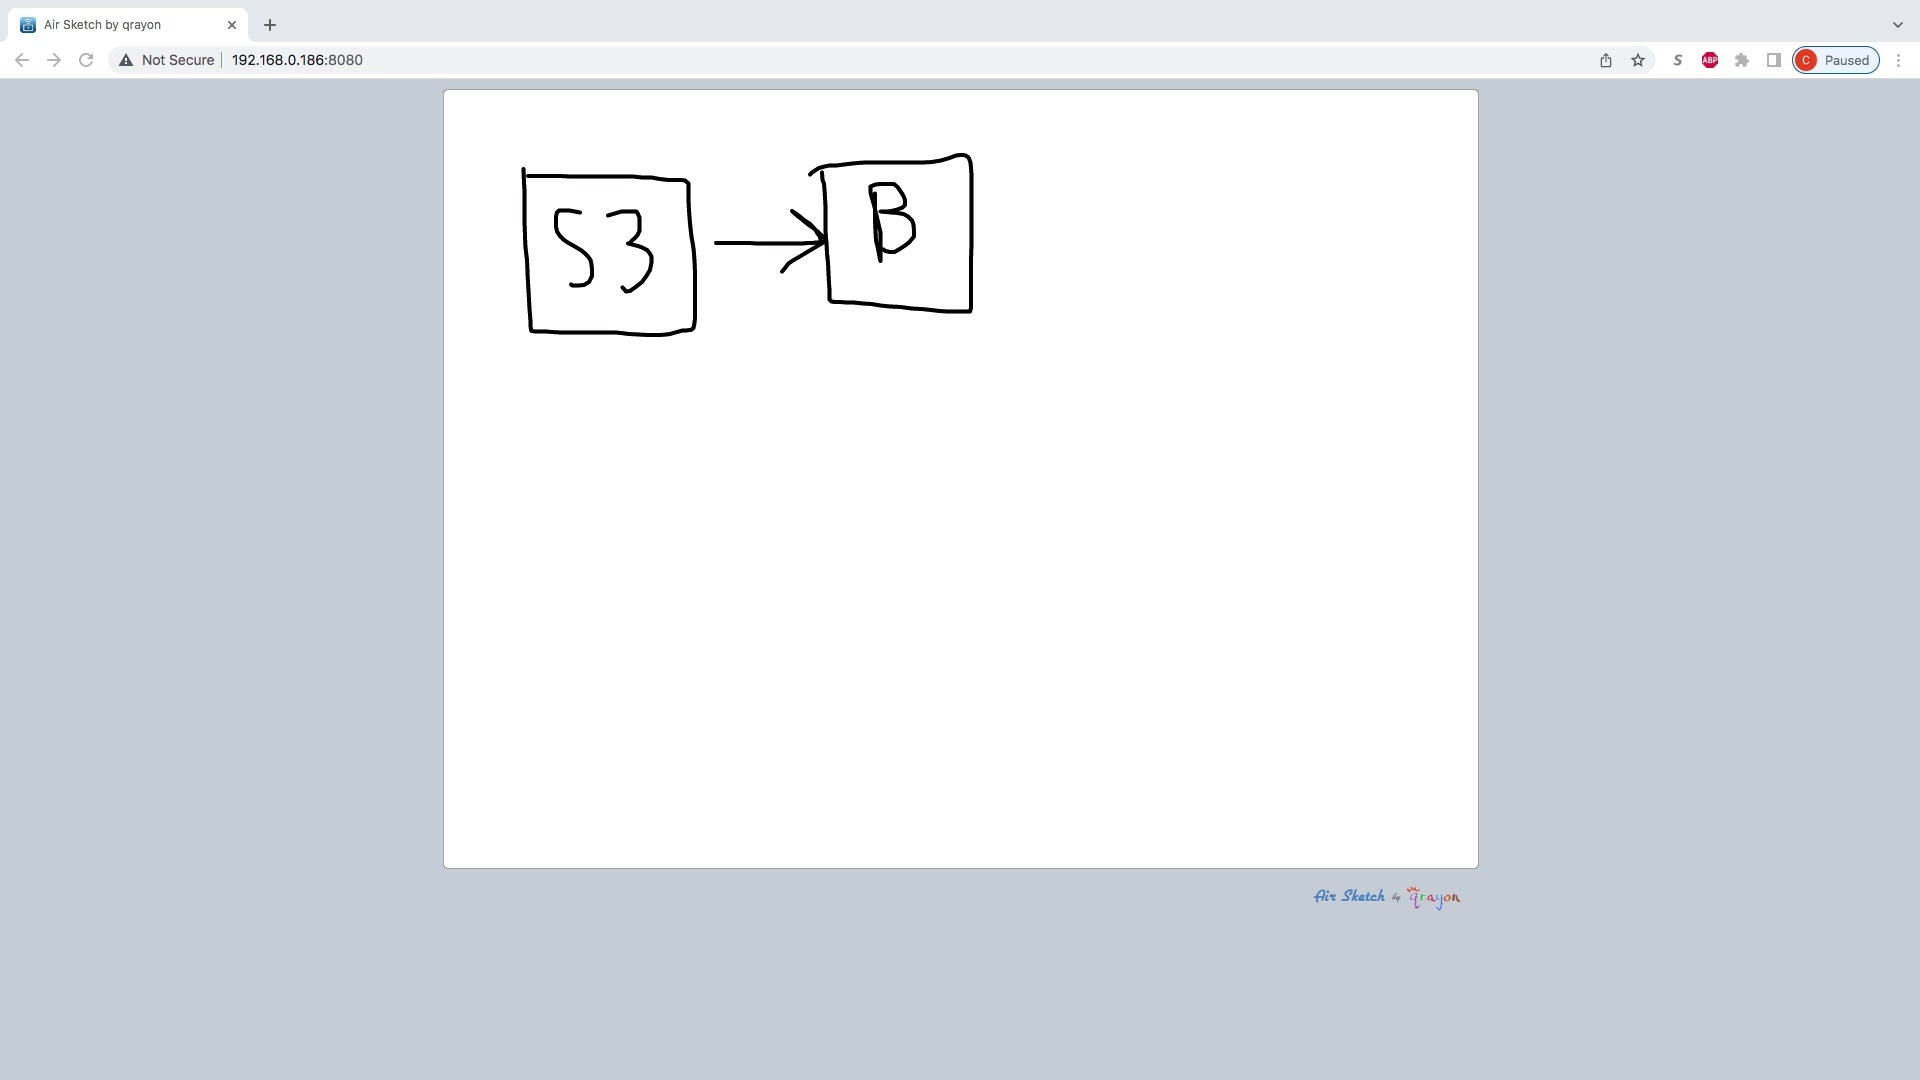 Air Sketch by qrayon
Not Secure 192.168.0.186:8080
S
ABP
C
Paused
S3
B
Air Sketch by qrayon